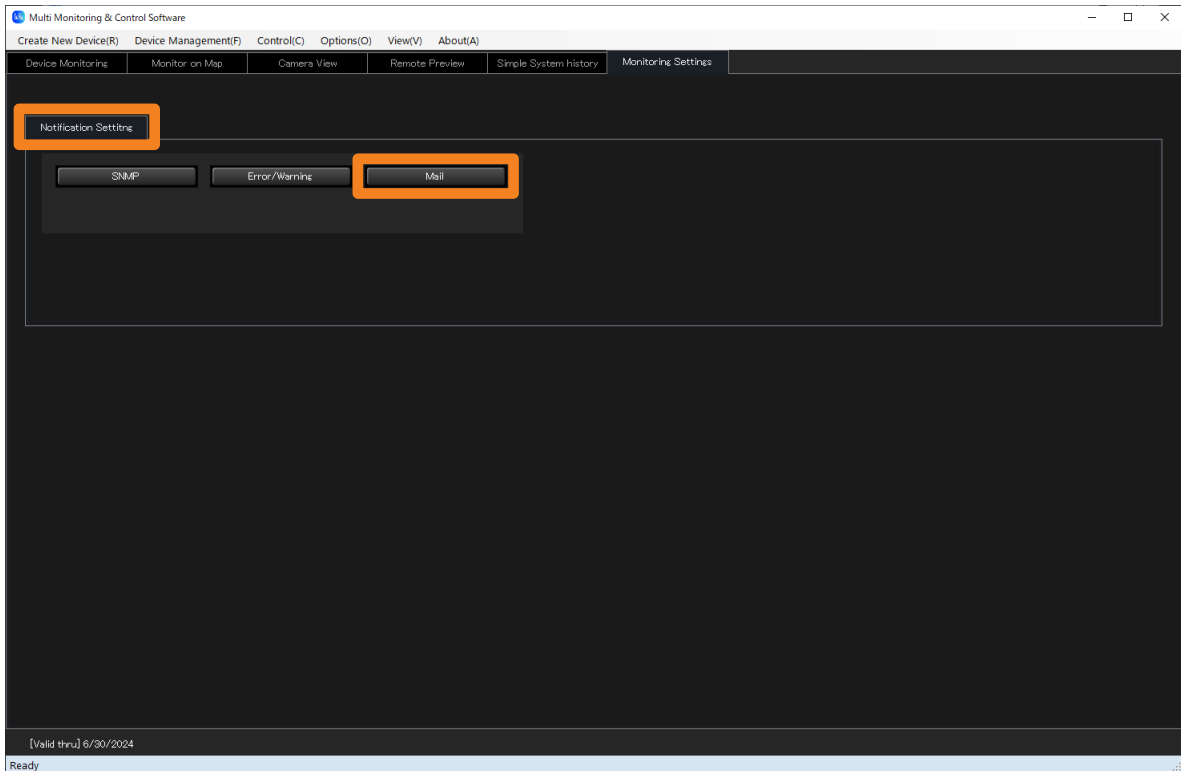 Multi Monitoring & Control Software
Create New Device(R) Device Management(F) Control(C) Options(O) View(V) About(A)
Device Monitoring Monitor on Map Camera View Remote Preview Simple System history Monitoring Settings
Notification Settitng
SNMP Error/Warning Mail
[Valid thru] 6/30/2024
Ready